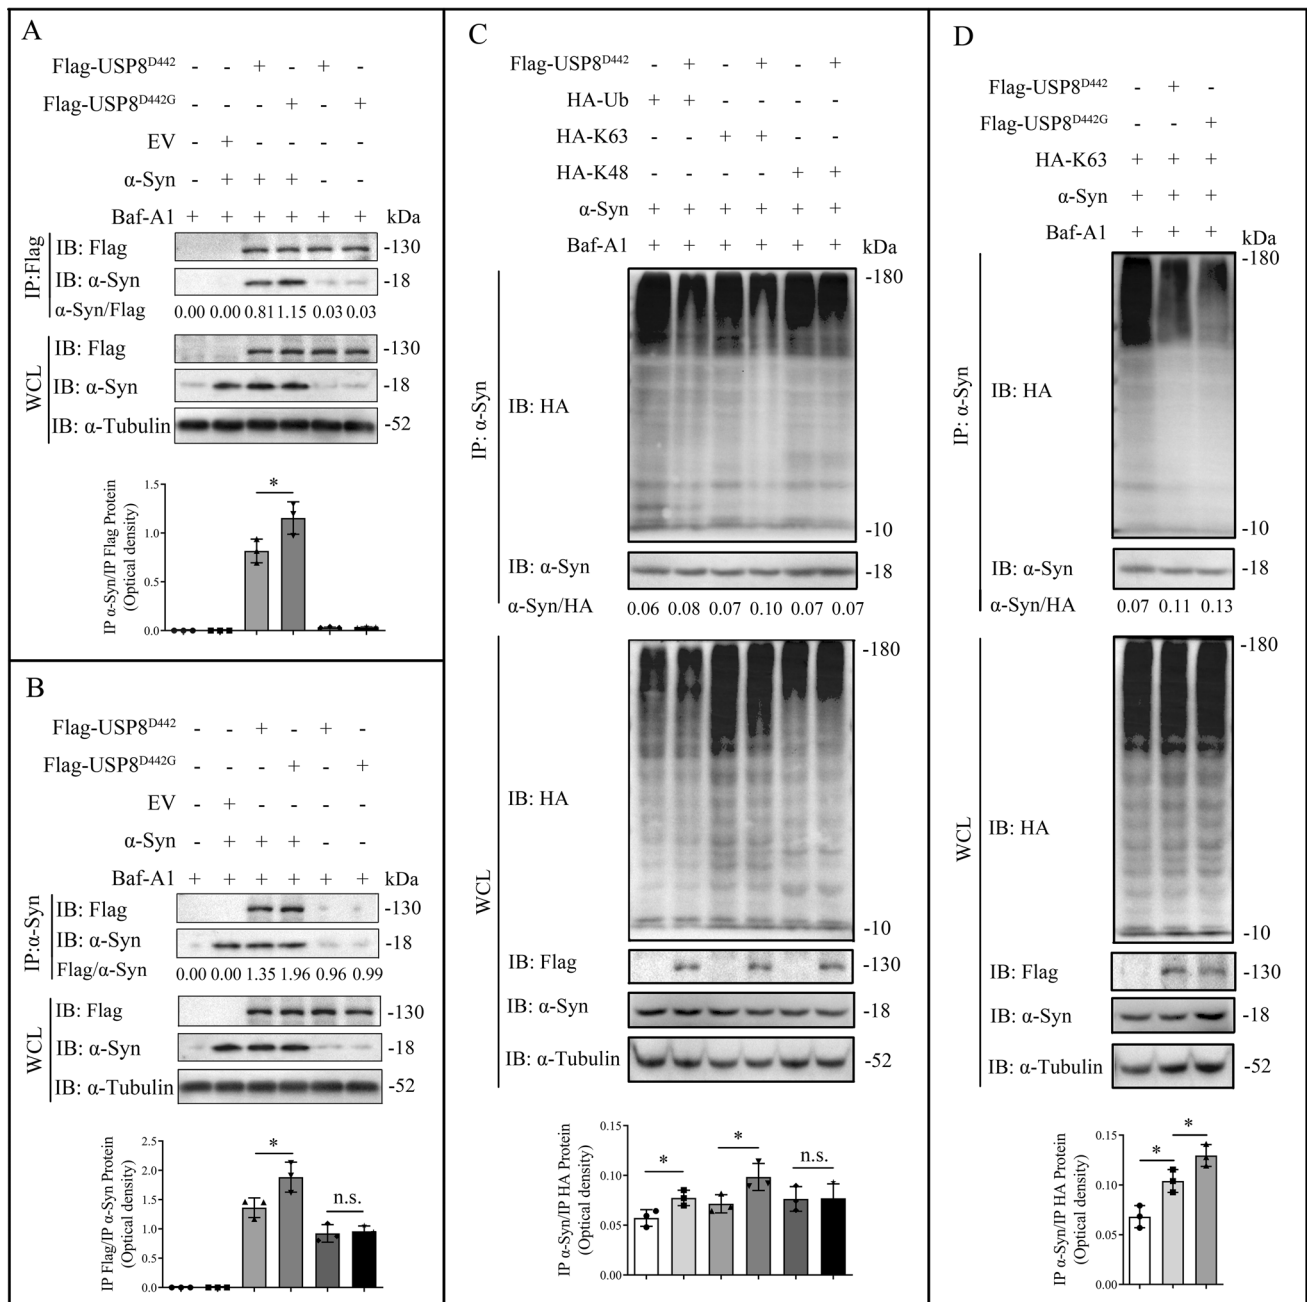 A
Flag-USP8D442 - - + - + -
Flag-USP8D442G - - - + - +
EV - + - - - -
α-Syn - + + + - -
Baf-A1 + + + + + + kDa
IP:Flag
IB: Flag -130
IB: α-Syn -18
α-Syn/Flag 0.00 0.00 0.81 1.15 0.03 0.03
WCL
IB: Flag -130
IB: α-Syn -18
IB: α-Tubulin -52
IP α-Syn/IP Flag Protein
(Optical density)
1.5
1.0
0.5
0.0
*
B
Flag-USP8D442 - - + - + -
Flag-USP8D442G - - - + - +
EV - + - - - -
α-Syn - + + + - -
Baf-A1 + + + + + + kDa
IP:α-Syn
IB: Flag -130
IB: α-Syn -18
Flag/α-Syn 0.00 0.00 1.35 1.96 0.96 0.99
WCL
IB: Flag -130
IB: α-Syn -18
IB: α-Tubulin -52
IP Flag/IP α-Syn Protein
(Optical density)
2.5
2.0
1.5
1.0
0.5
0.0
*
n.s.
C
Flag-USP8D442 - + - + - +
HA-Ub + + - - - -
HA-K63 - - + + - -
HA-K48 - - - - + +
α-Syn + + + + + +
Baf-A1 + + + + + + kDa
IP: α-Syn
-180
IB: HA
-10
IB: α-Syn -18
α-Syn/HA 0.06 0.08 0.07 0.10 0.07 0.07
WCL
-180
IB: HA
-10
IB: Flag -130
IB: α-Syn -18
IB: α-Tubulin -52
IP α-Syn/IP HA Protein
(Optical density)
0.15
0.10
0.05
0.00
*
*
n.s.
D
Flag-USP8D442 - + -
Flag-USP8D442G - - +
HA-K63 + + +
α-Syn + + +
Baf-A1 + + + kDa
IP: α-Syn
-180
IB: HA
-10
IB: α-Syn -18
α-Syn/HA 0.07 0.11 0.13
WCL
-180
IB: HA
-10
IB: Flag -130
IB: α-Syn -18
IB: α-Tubulin -52
IP α-Syn/IP HA Protein
(Optical density)
0.15
0.10
0.05
0.00
*
*